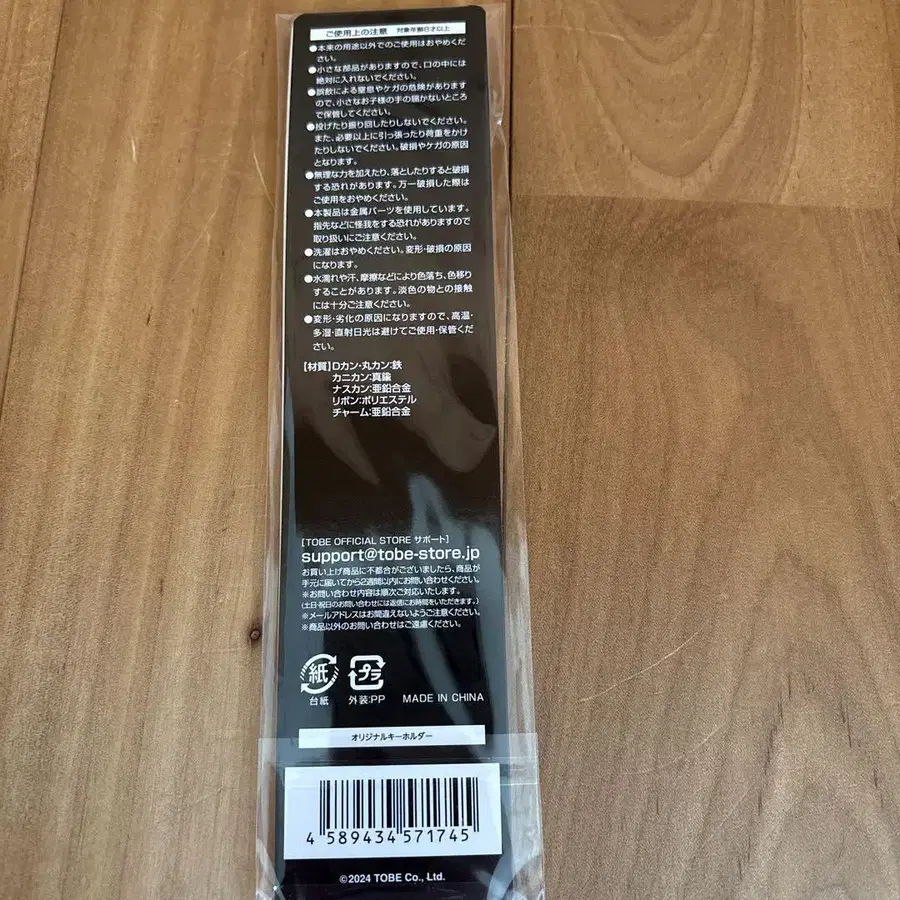 ご使用上の注意 対象年齢8才以上
●本来の用途以外でのご使用はおやめくだ
さい。
●小さな部品がありますので、口の中には
絶対に入れないでください。
●誤飲による窒息やケガの危険があります
ので、小さなお子様の手の届かないところ
で保管してください。
●投げたり振り回したりしないでください。
また、必要以上に引っ張ったり荷重をかけ
たりしないでください。破損やケガの原因
となります。
●無理な力を加えたり、落としたりすると破損
する恐れがあります。万一破損した際は
ご使用をおやめください。
●本製品は金属パーツを使用しています。
指先などに怪我をする恐れがありますので
取り扱いにご注意ください。
●洗濯はおやめください。変形・破損の原因
になります。
●水濡れや汗、摩擦などにより色落ち、色移り
することがあります。淡色の物との接触
には十分ご注意ください。
●変形・劣化の原因になりますので、高温・
多湿・直射日光は避けてご使用・保管くだ
さい。
【材質】Dカン・丸カン:鉄
カニカン:真鍮
ナスカン:亜鉛合金
リボン:ポリエステル
チャーム:亜鉛合金
【TOBE OFFICIAL STORE サポート】
support@tobe-store.jp
お買い上げ商品に不都合がございましたら、商品が
手元に届いてから2週間以内にお問い合わせください。
※お問い合わせ内容は順次ご対応いたします。
(土日・祝日のお問い合わせには返信にお時間をいただきます。)
※メールアドレスはお間違えないようご注意ください。
※商品以外のお問い合わせはご遠慮ください。
紙 プラ
台紙 外装:PP MADE IN CHINA
オリジナルキーホルダー
4 589434 571745
©2024 TOBE Co., Ltd.